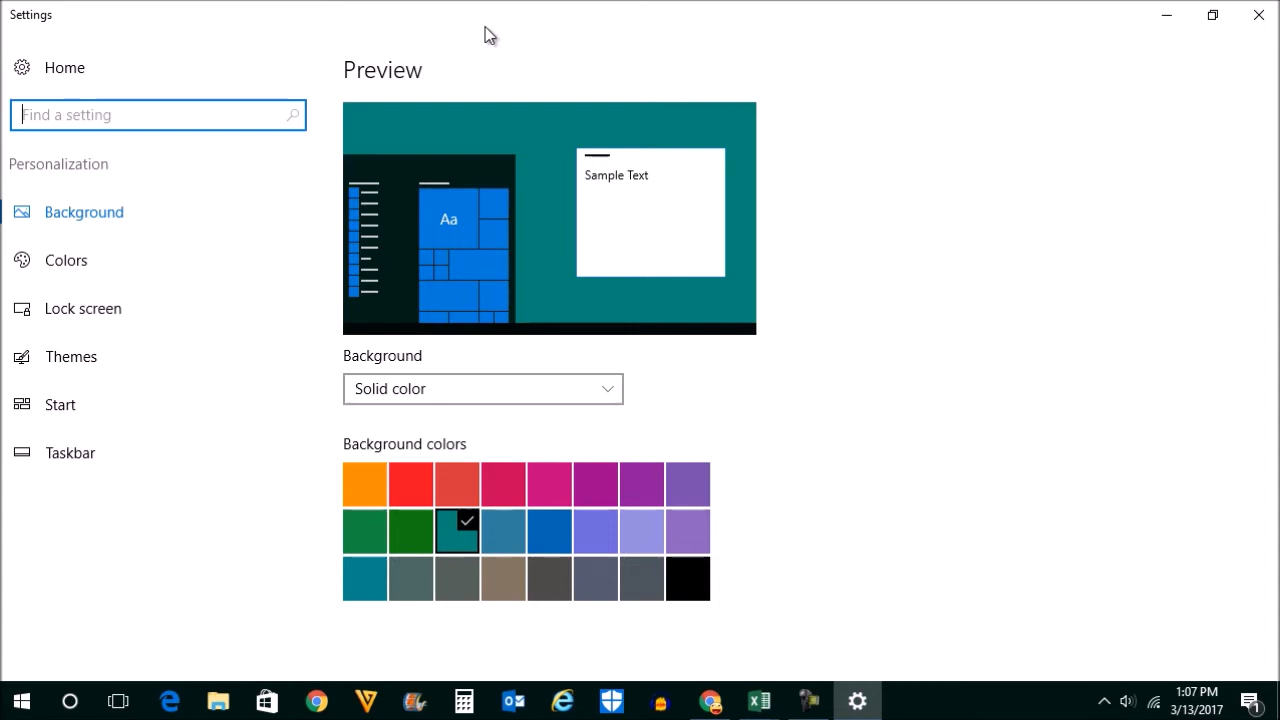 Settings
Home
Find a setting
Personalization
Background
Colors
Lock screen
Themes
Start
Taskbar
Preview
Aa
Sample Text
Background
Solid color
Background colors
1:07 PM
3/13/2017
1